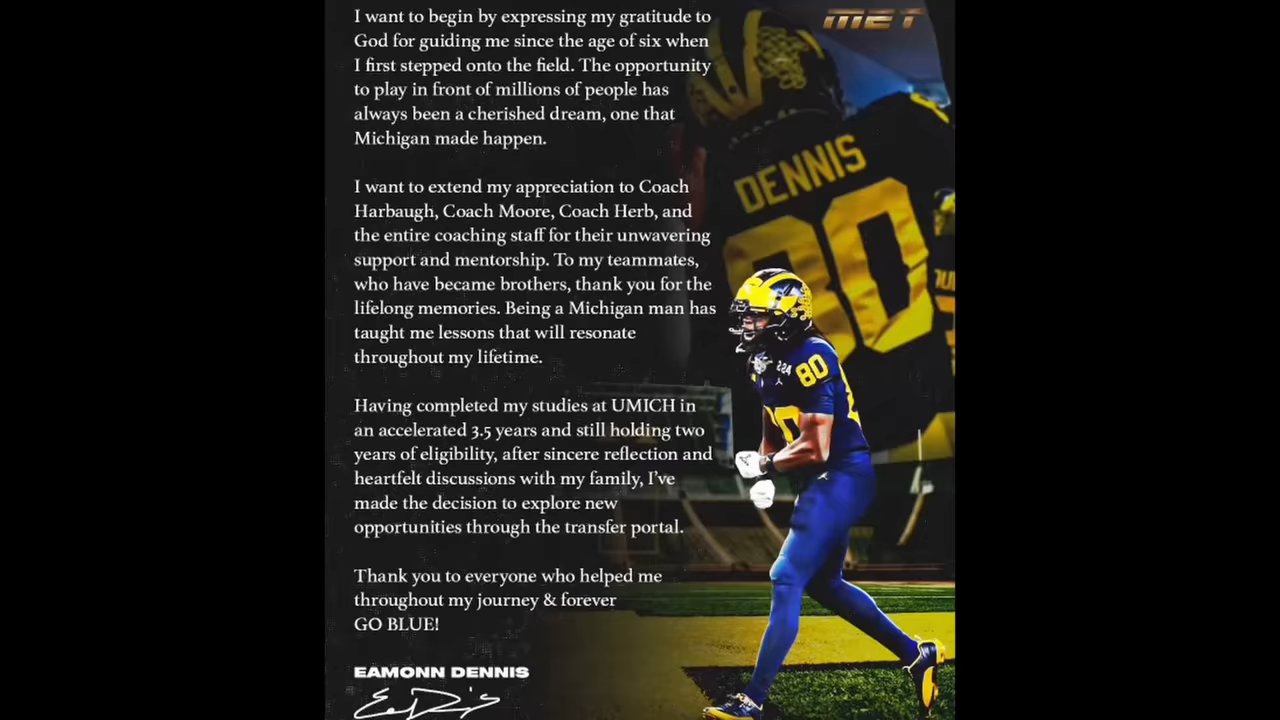 I want to begin by expressing my gratitude to
God for guiding me since the age of six when
I first stepped onto the field. The opportunity
to play in front of millions of people has
always been a cherished dream, one that
Michigan made happen.
I want to extend my appreciation to Coach
Harbaugh, Coach Moore, Coach Herb, and
the entire coaching staff for their unwavering
support and mentorship. To my teammates,
who have became brothers, thank you for the
lifelong memories. Being a Michigan man has
taught me lessons that will resonate
throughout my lifetime.
Having completed my studies at UMICH in
an accelerated 3.5 years and still holding two
years of eligibility, after sincere reflection and
heartfelt discussions with my family, I've
made the decision to explore new
opportunities through the transfer portal.
Thank you to everyone who helped me
throughout my journey & forever
GO BLUE!
EAMONN DENNIS
MET
DENNIS
80
80
80